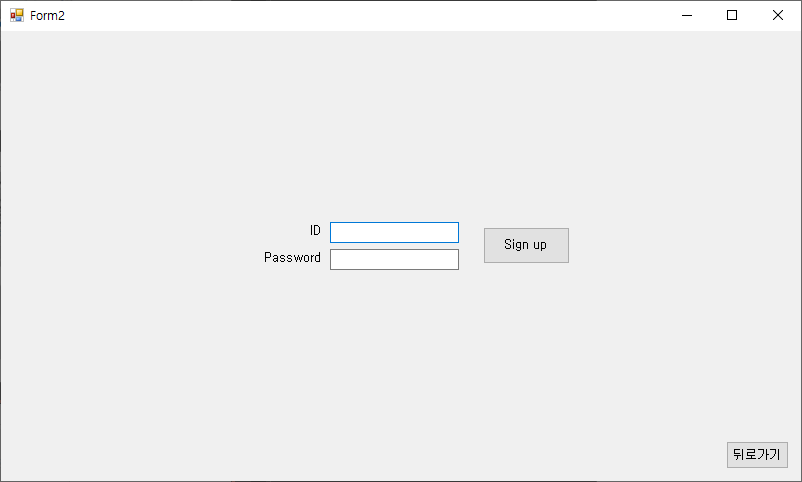 Form2
ID
Password
Sign up
뒤로가기